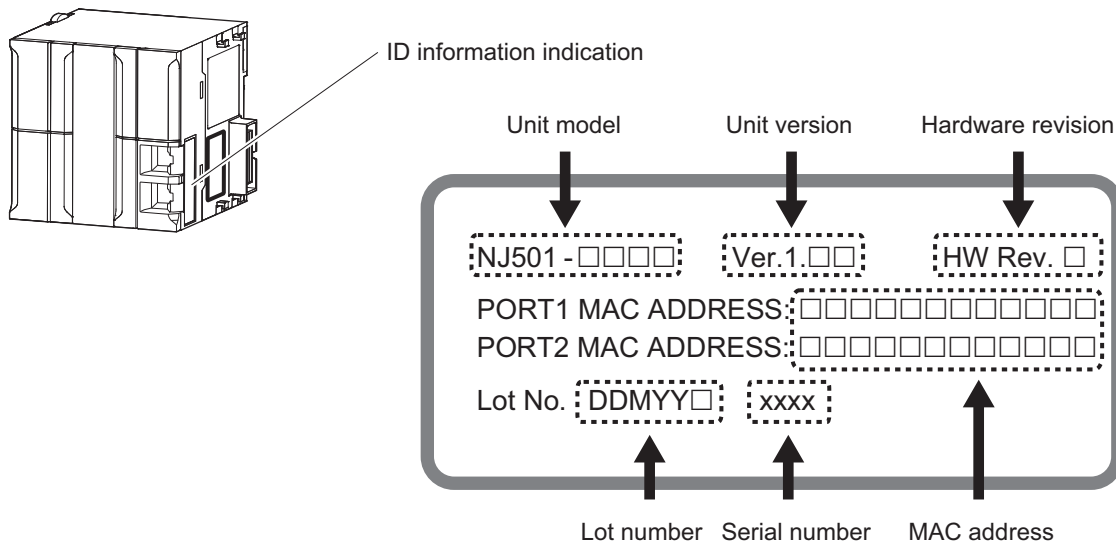 ID information indication
Unit model Unit version Hardware revision
NJ501 - □□□□ Ver.1.□□ HW Rev. □
PORT1 MAC ADDRESS: □□□□□□□□□□□□
PORT2 MAC ADDRESS: □□□□□□□□□□□□
Lot No. DDMYY□ xxxx
Lot number Serial number MAC address